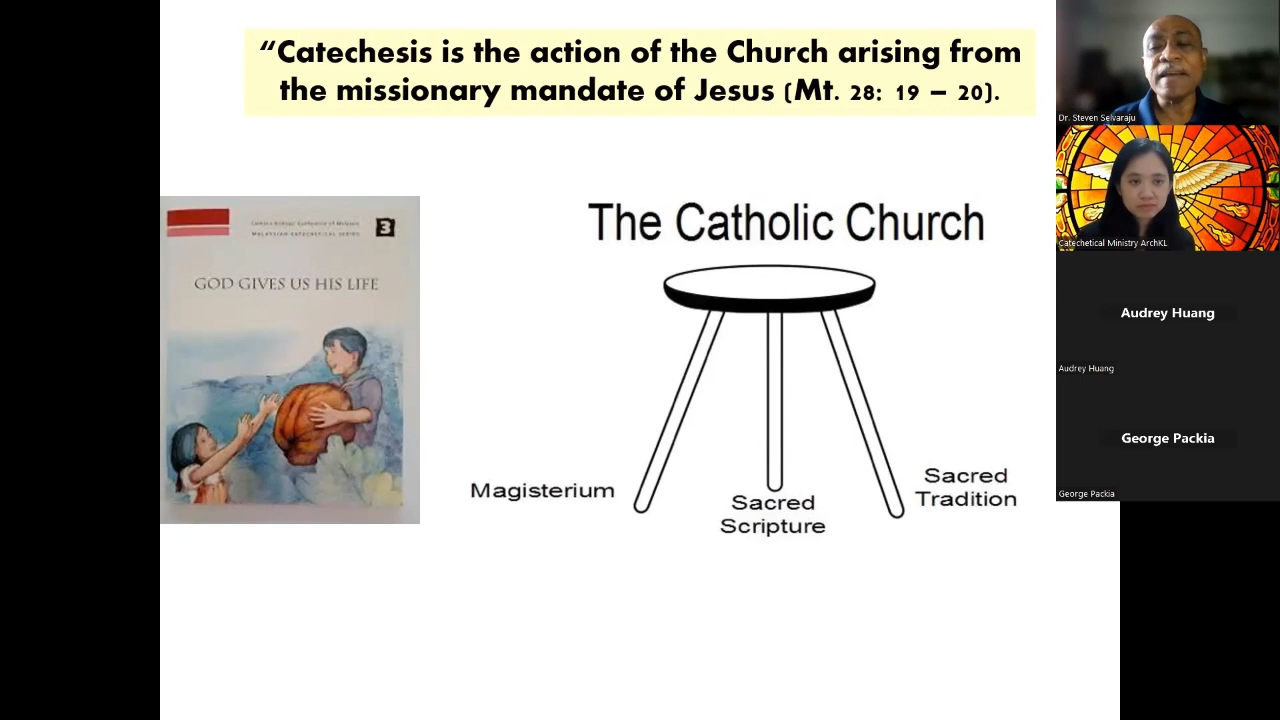 “Catechesis is the action of the Church arising from
the missionary mandate of Jesus (Mt. 28: 19 – 20).
MALAYSIAN CATECHETICAL SERIES
3
GOD GIVES US HIS LIFE
The Catholic Church
Magisterium
Sacred
Scripture
Sacred
Tradition
Dr. Steven Selvaraju
Catechetical Ministry ArchKL
Audrey Huang
Audrey Huang
George Packia
George Packia